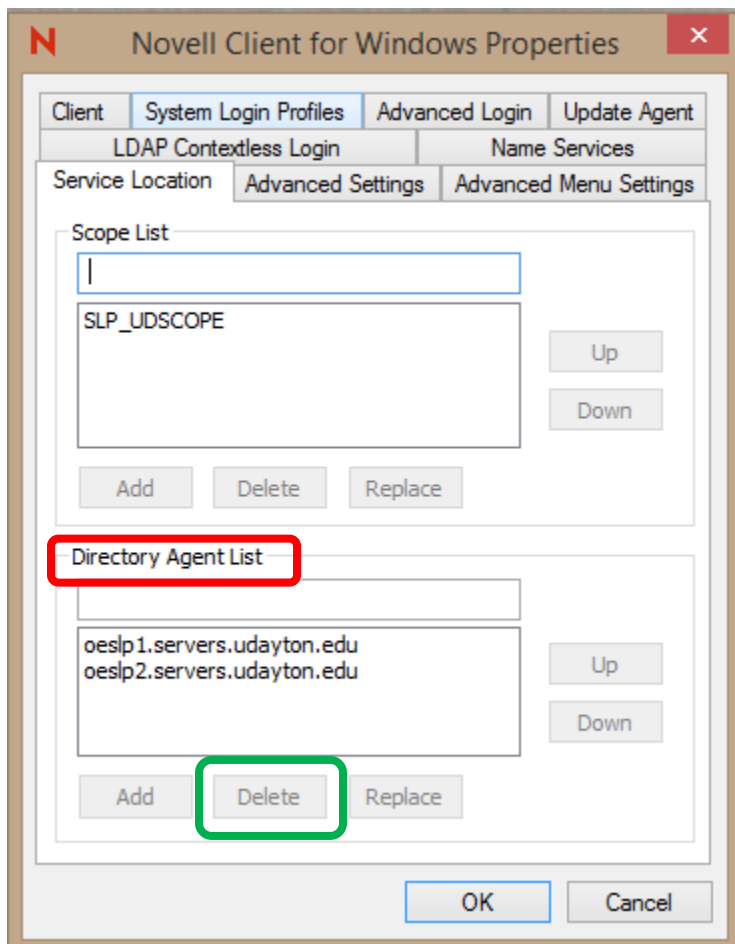 N Novell Client for Windows Properties x
Client System Login Profiles Advanced Login Update Agent
LDAP Contextless Login Name Services
Service Location Advanced Settings Advanced Menu Settings
Scope List
SLP_UDSCOPE
Up
Down
Add Delete Replace
Directory Agent List
oeslp1.servers.udayton.edu
oeslp2.servers.udayton.edu
Up
Down
Add Delete Replace
OK Cancel